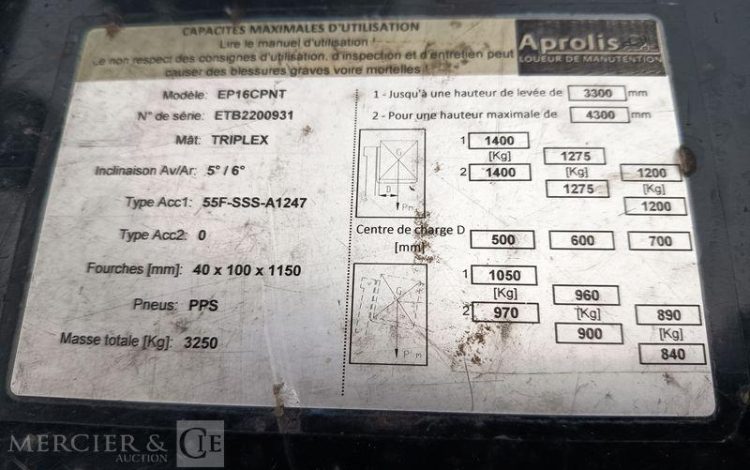 CAPACITÉS MAXIMALES D'UTILISATION
Lire le manuel d'utilisation !
Le non respect des consignes d'utilisation, d'inspection et d'entretien peut
causer des blessures graves voire mortelles !
Aprolis
LOUEUR DE MANUTENTION
Modèle: EP16CPNT
N° de série: ETB2200931
Mât: TRIPLEX
Inclinaison Av/Ar: 5° / 6°
Type Acc1: 55F-SSS-A1247
Type Acc2: 0
Fourches [mm]: 40 x 100 x 1150
Pneus: PPS
Masse totale [Kg]: 3250
1 - Jusqu'à une hauteur de levée de 3300 mm
2 - Pour une hauteur maximale de 4300 mm
1 1400
[Kg] 1275
2 1400 [Kg] 1200
1275 [Kg]
1200
G
D
Centre de charge D
[mm] 500 600 700
1 1050
[Kg] 960
2 970 [Kg] 890
900 [Kg]
840
G
MERCIER & CIE
AUCTION